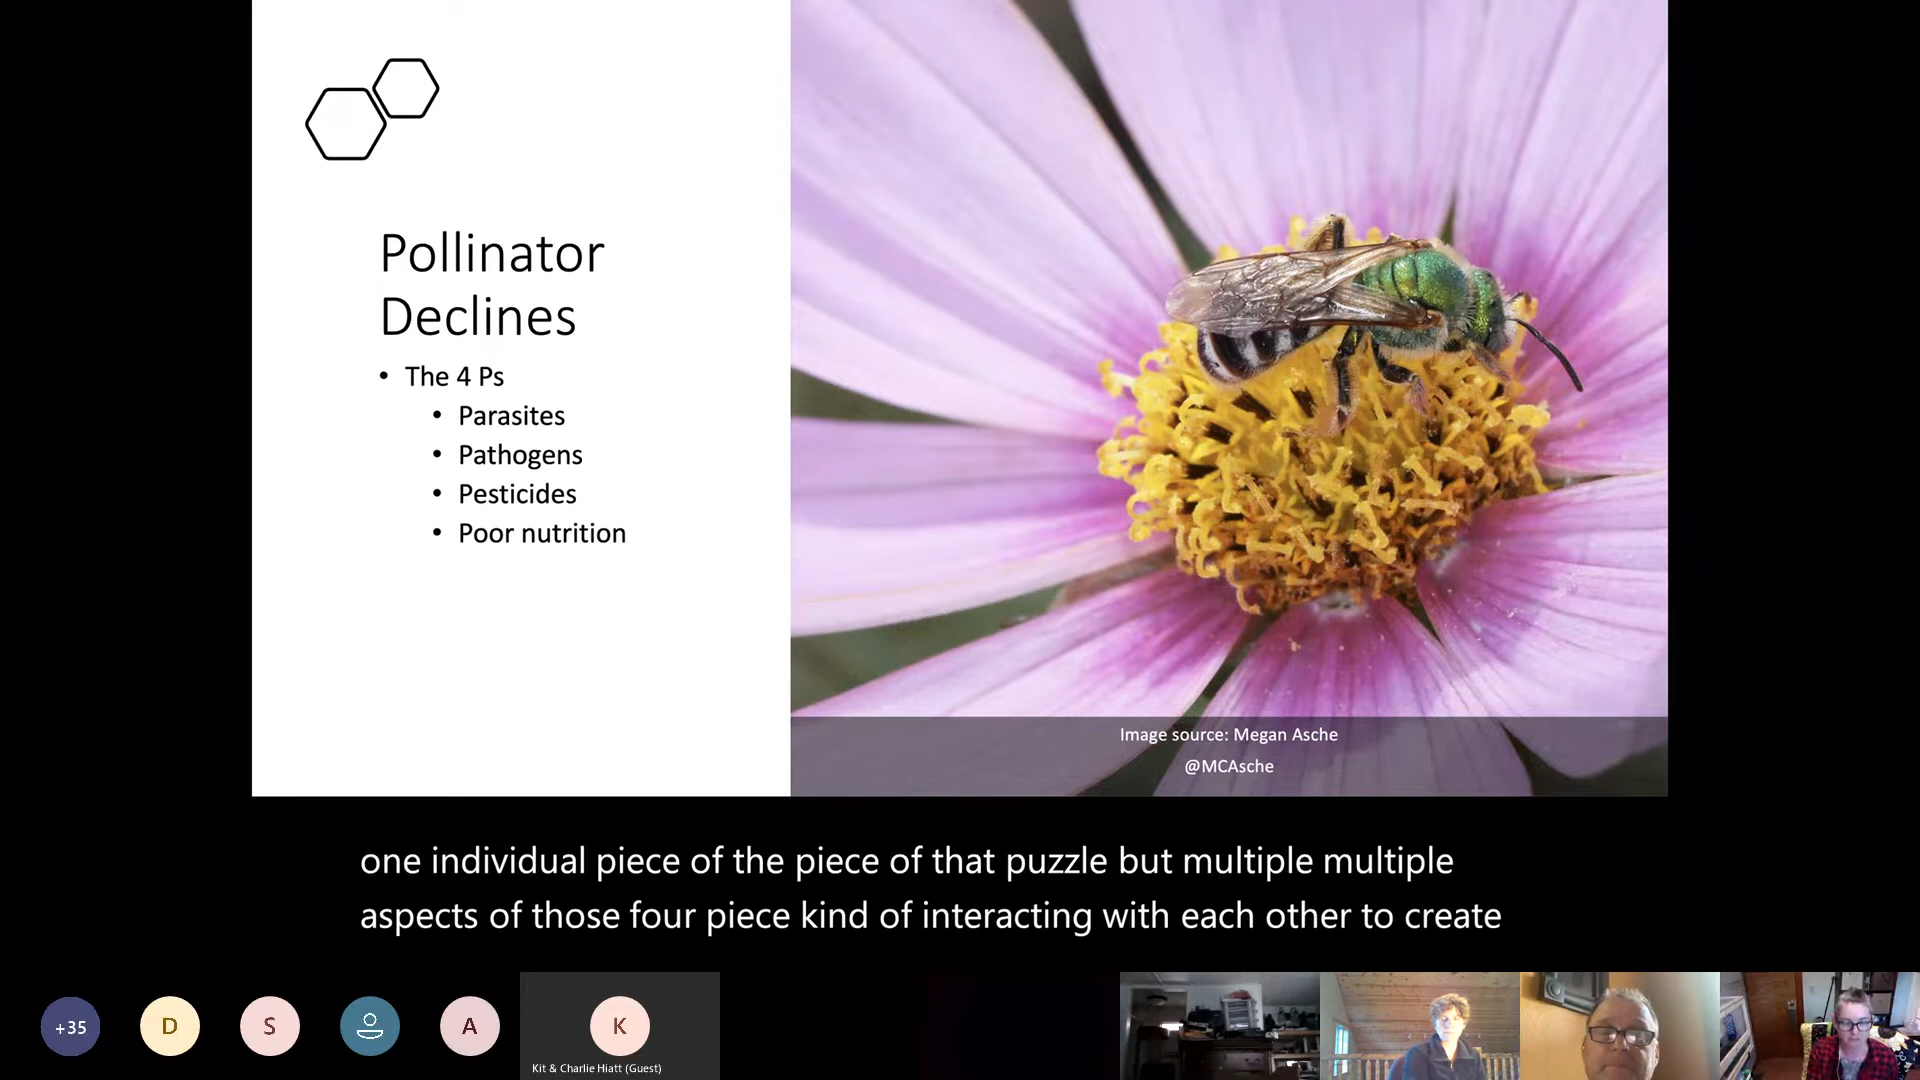 Pollinator
Declines
• The 4 Ps
• Parasites
• Pathogens
• Pesticides
• Poor nutrition
Image source: Megan Asche
@MCAsche
one individual piece of the piece of that puzzle but multiple multiple
aspects of those four piece kind of interacting with each other to create
+35
D
S
A
K
Kit & Charlie Hiatt (Guest)